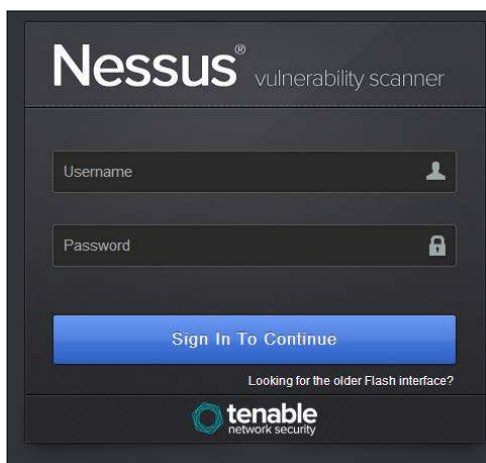 Nessus® vulnerability scanner
Username
Password
Sign In To Continue
Looking for the older Flash interface?
tenable
network security